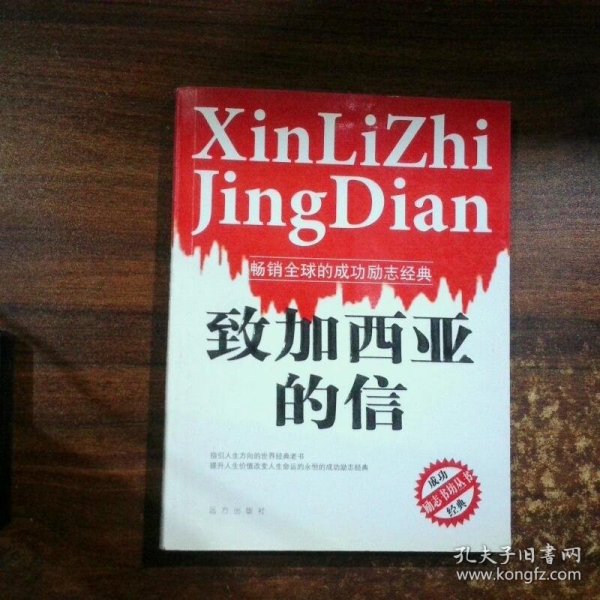 XinLiZhi
JingDian
畅销全球的成功励志经典
致加西亚
的信
指引人生方向的世界经典老书
提升人生价值改变人生命运的永恒的成功励志经典
成功
励志书坊丛书
经典
远方出版社
孔夫子旧书网
www.kongfz.com